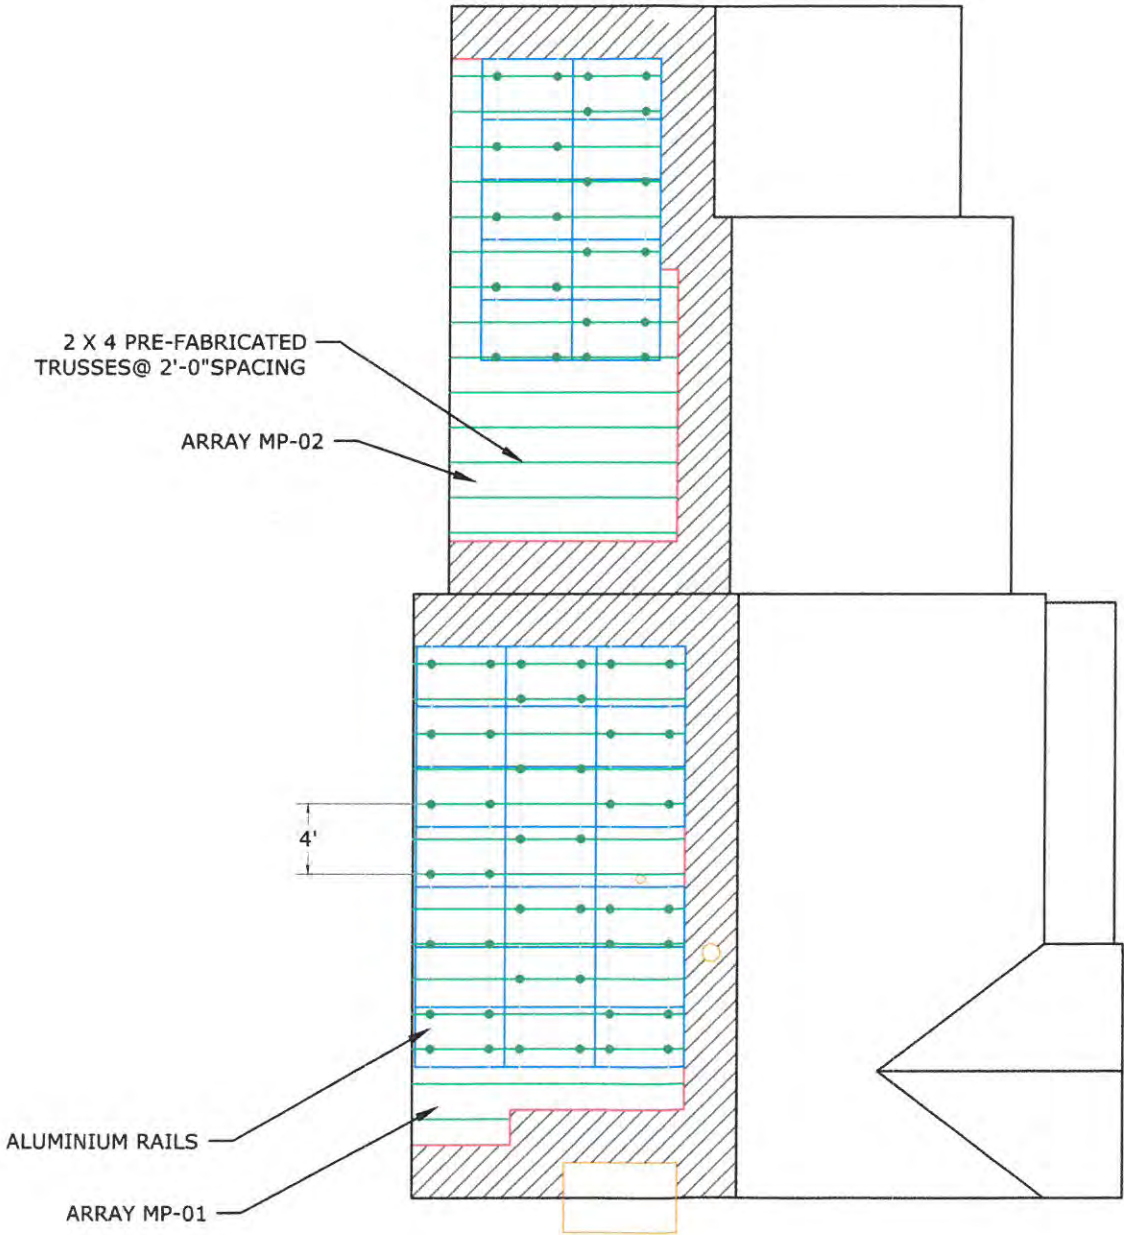 2 X 4 PRE-FABRICATED
TRUSSES@ 2'-0"SPACING
ARRAY MP-02
4'
ALUMINIUM RAILS
ARRAY MP-01